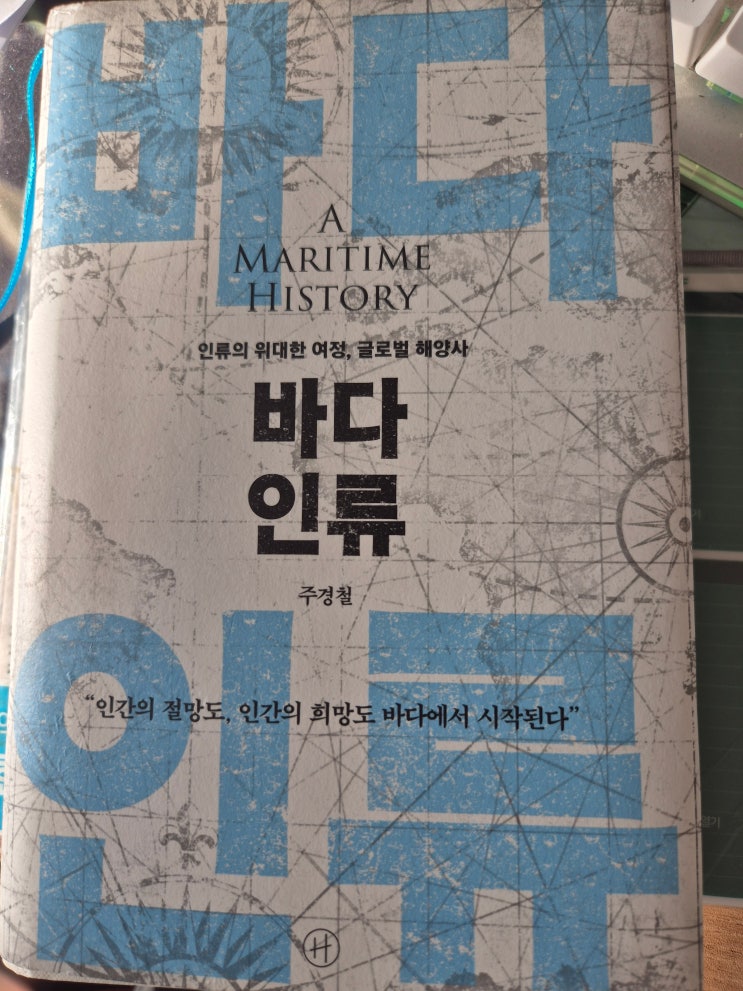 바다
A
MARITIME
HISTORY
인류의 위대한 여정, 글로벌 해양사
바다
인류
주경철
인류
“인간의 절망도, 인간의 희망도 바다에서 시작된다”
H